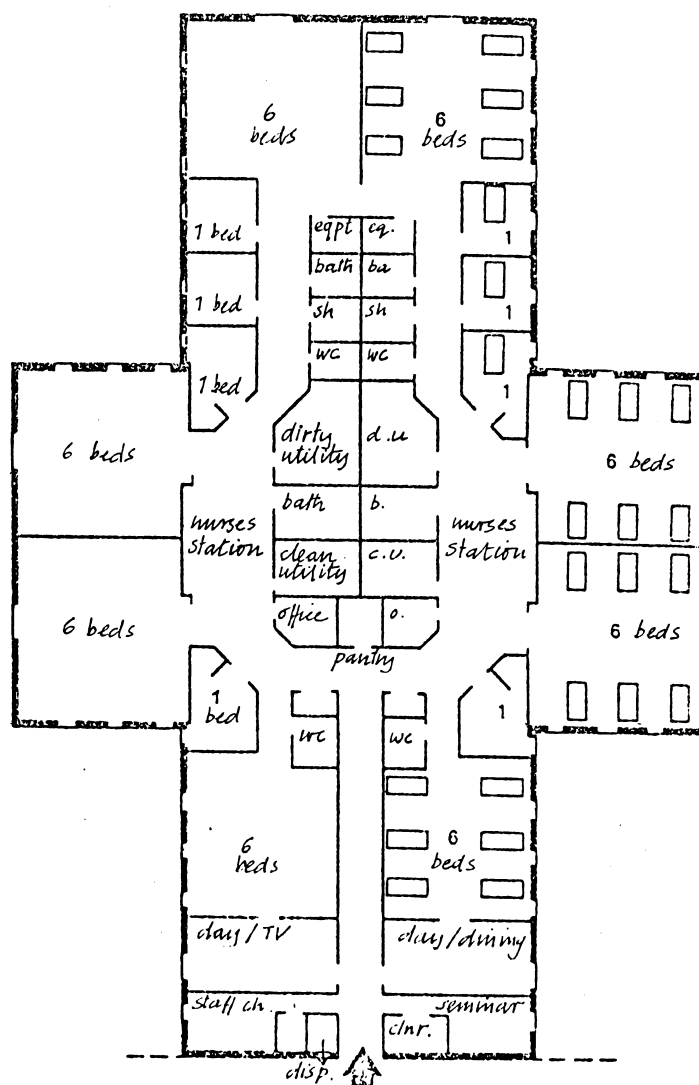 6
beds
6
beds
eqpt
eq.
1 bed
1
bath
ba
1 bed
1
sh
sh
wc
wc
1 bed
1
dirty
utility
d.u
6 beds
6 beds
nurses
station
bath
b.
nurses
station
clean
utility
c.u.
office
o.
6 beds
6 beds
pantry
1
bed
1
wc
wc
6
beds
6
beds
day/TV
day/dining
staff ch.
seminar
clnr.
disp.